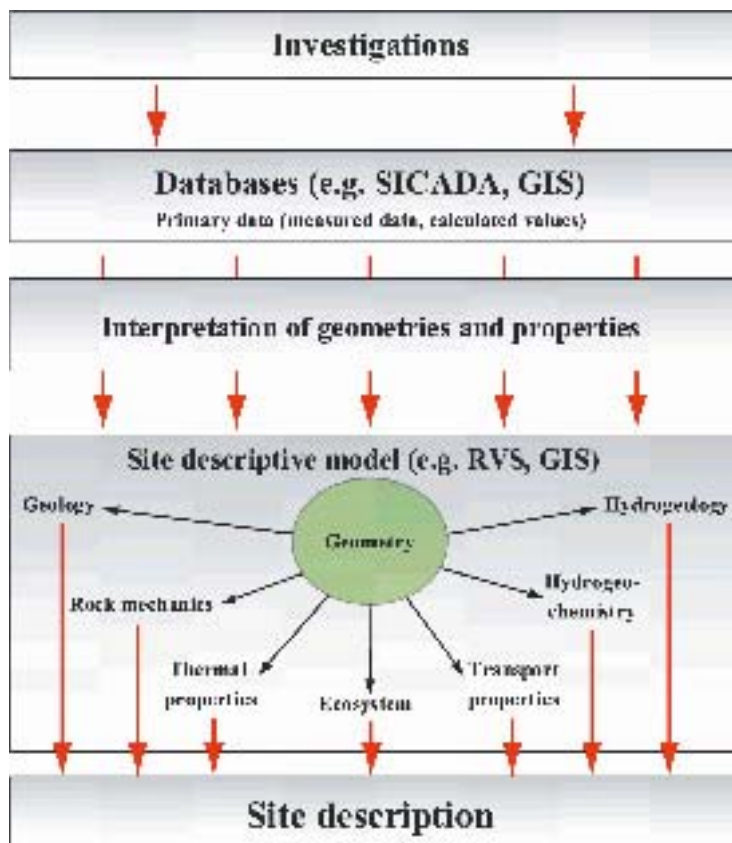 Investigations
Databases (e.g. SICADA, GIS)
Primary data (measured data, calculated values)
Interpretation of geometries and properties
Site descriptive model (e.g. RVS, GIS)
Geology
Hydrogeology
Geometry
Rock mechanics
Hydrogeo-
chemistry
Thermal
properties
Ecosystem
Transport
properties
Site description